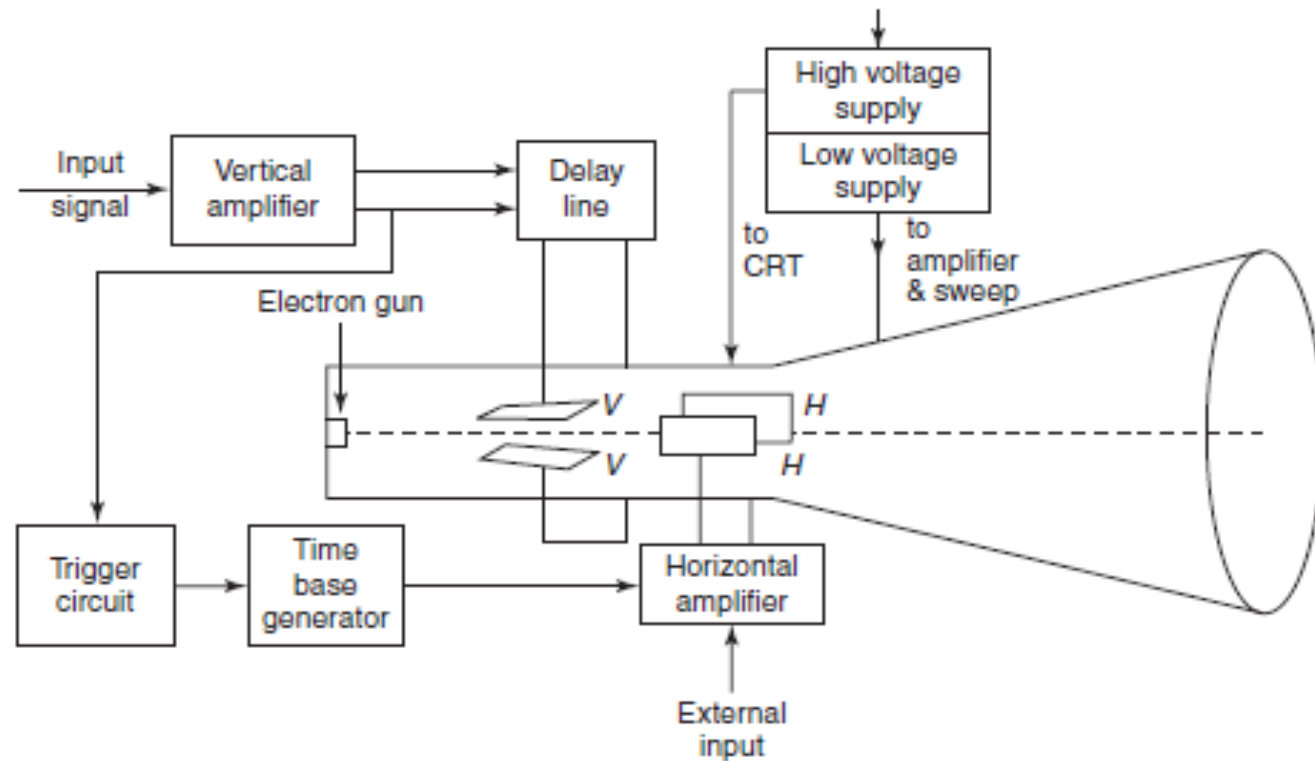 High voltage
supply
Low voltage
supply
Input
signal
Vertical
amplifier
Delay
line
to
CRT
to
amplifier
& sweep
Electron gun
V
H
V
H
Trigger
circuit
Time
base
generator
Horizontal
amplifier
External
input